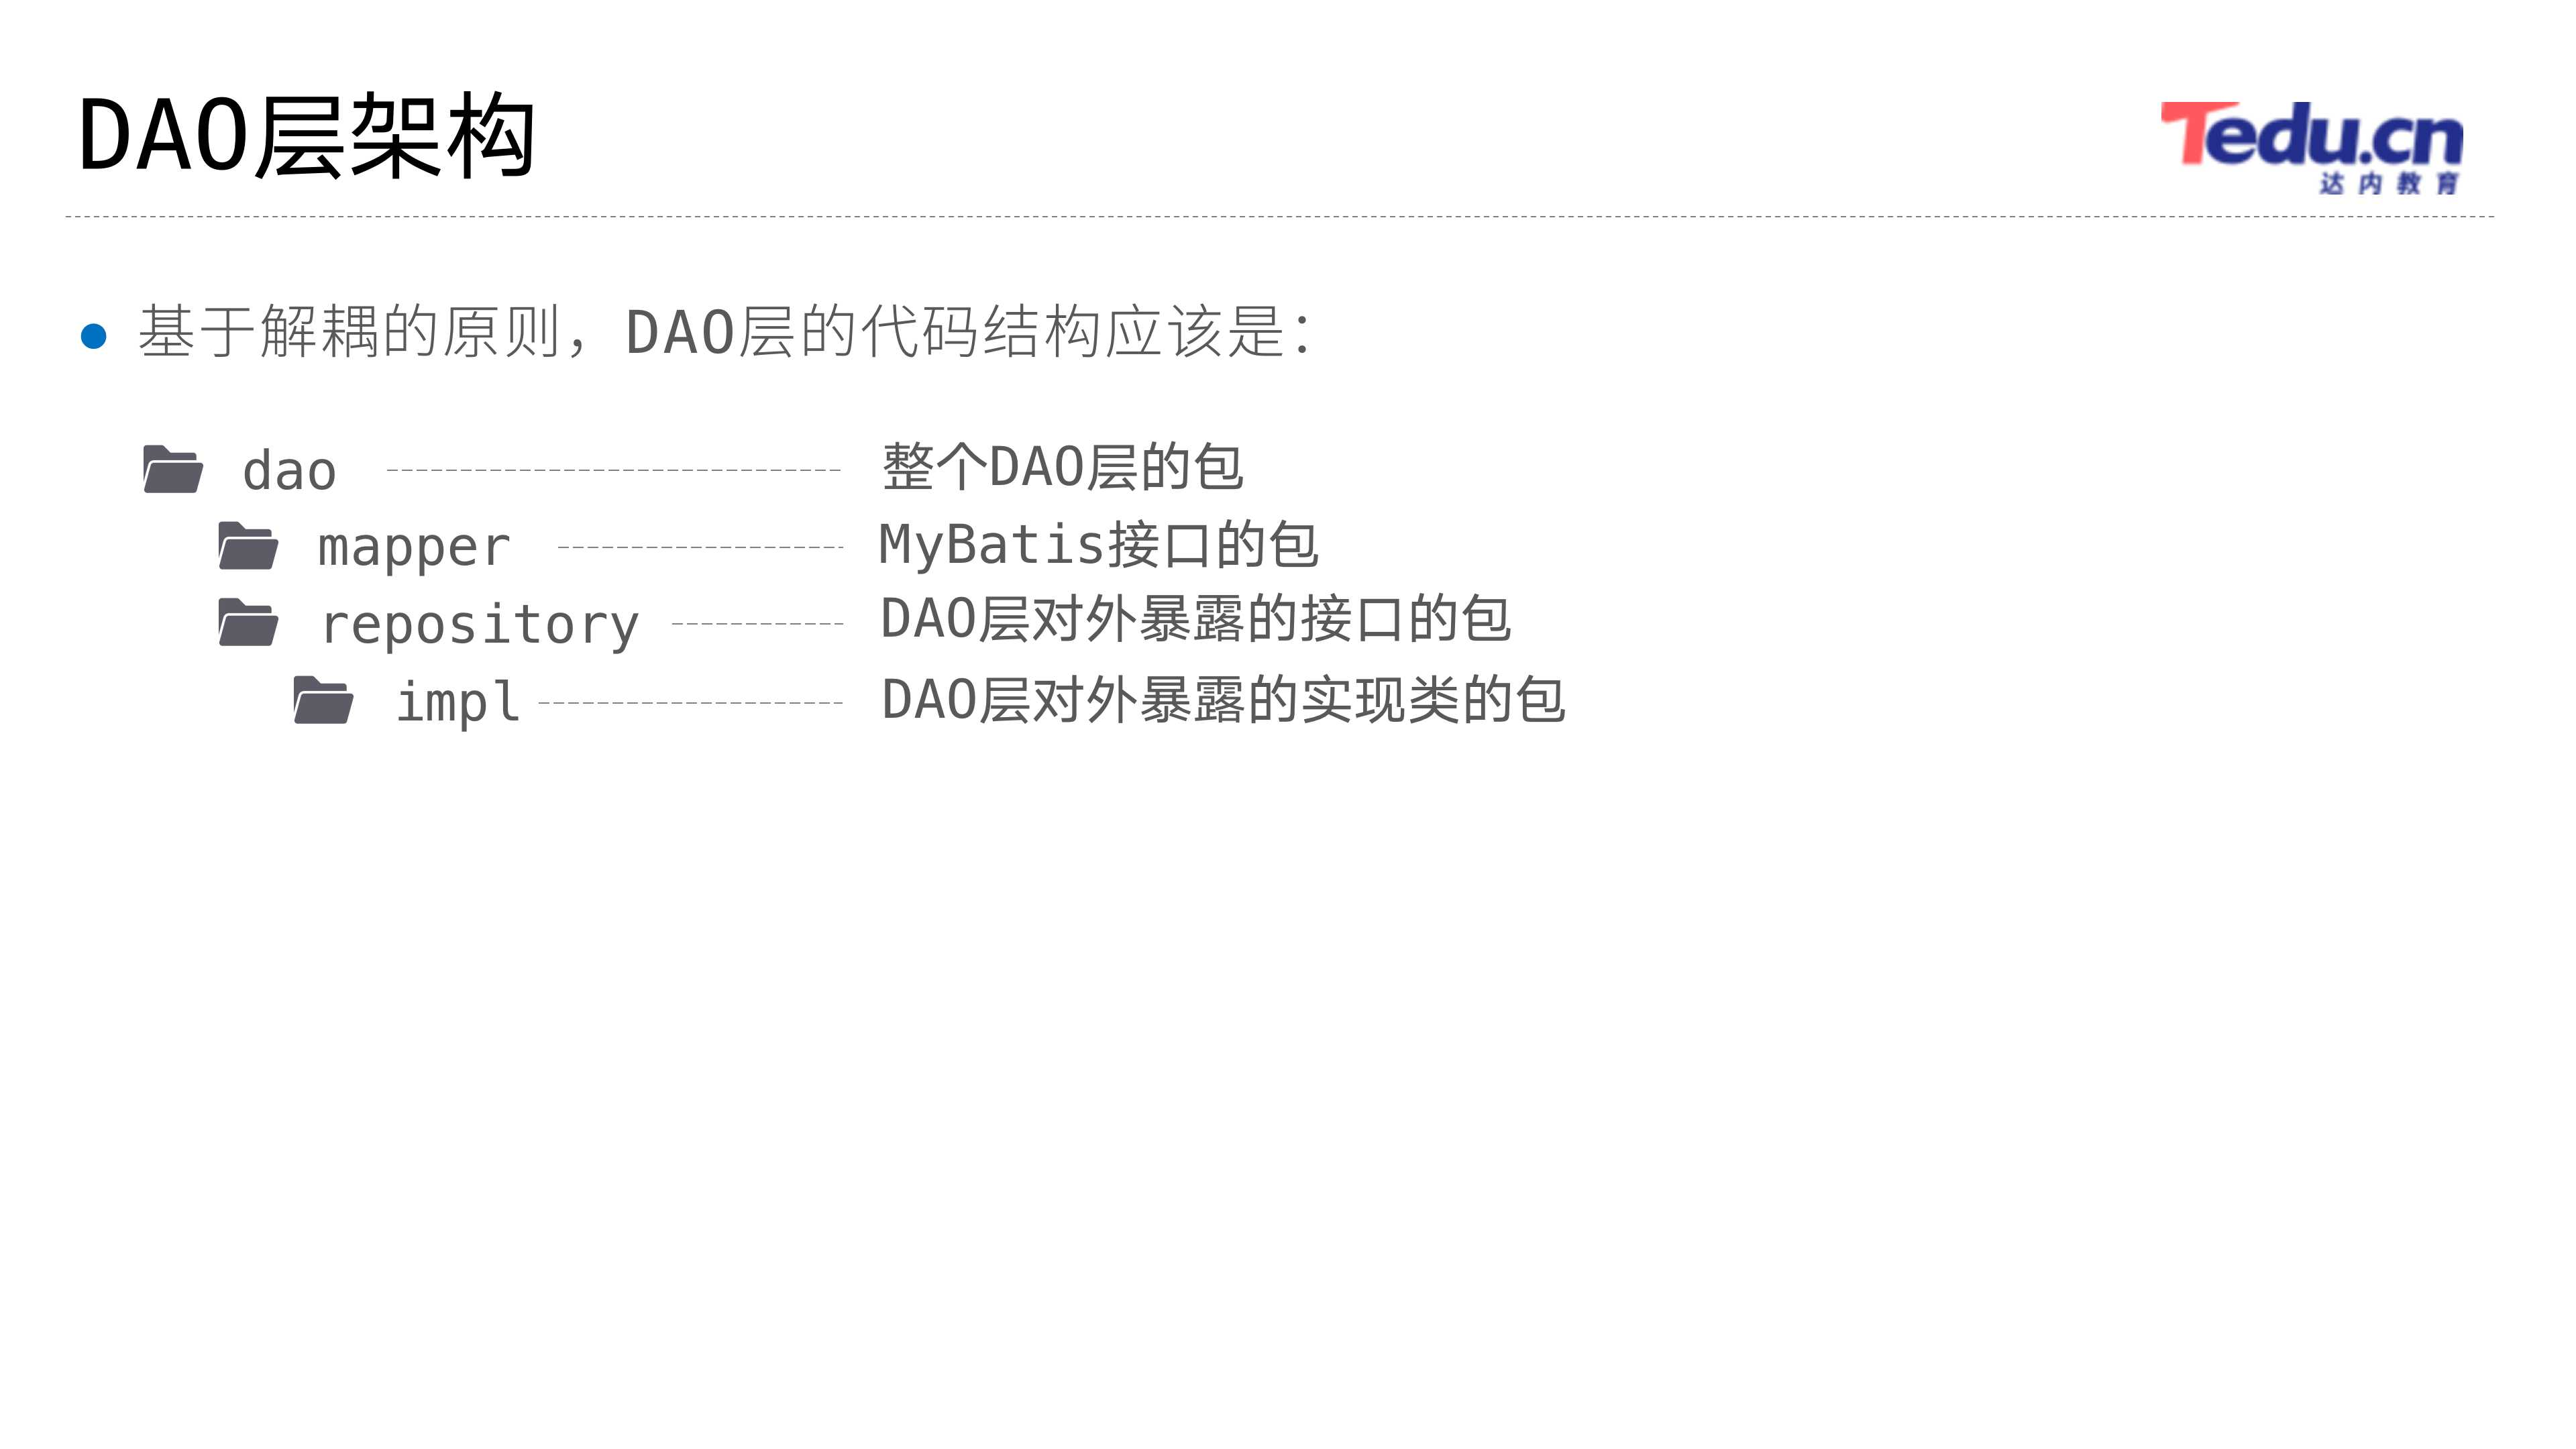 DAO层架构
Tedu.cn
达内教育
基于解耦的原则，DAO层的代码结构应该是：
dao 整个DAO层的包
mapper MyBatis接口的包
repository DAO层对外暴露的接口的包
impl DAO层对外暴露的实现类的包